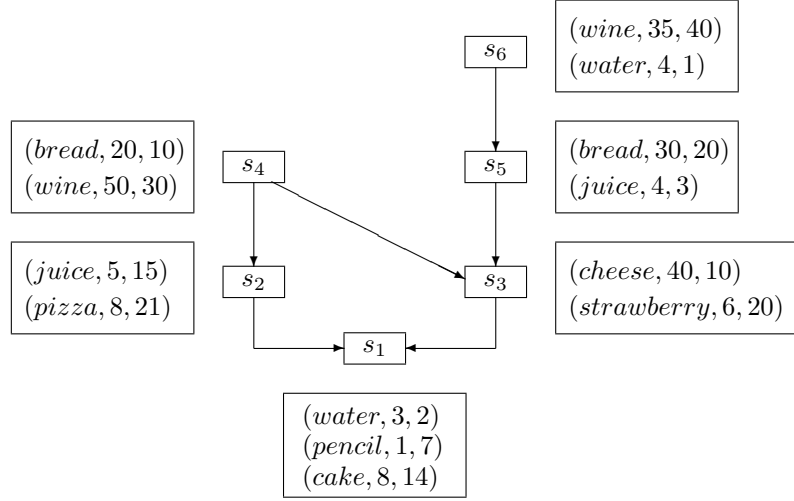 s₆
(wine, 35, 40)
(water, 4, 1)
(bread, 20, 10)
(wine, 50, 30)
s₄
s₅
(bread, 30, 20)
(juice, 4, 3)
(juice, 5, 15)
(pizza, 8, 21)
s₂
s₃
(cheese, 40, 10)
(strawberry, 6, 20)
s₁
(water, 3, 2)
(pencil, 1, 7)
(cake, 8, 14)